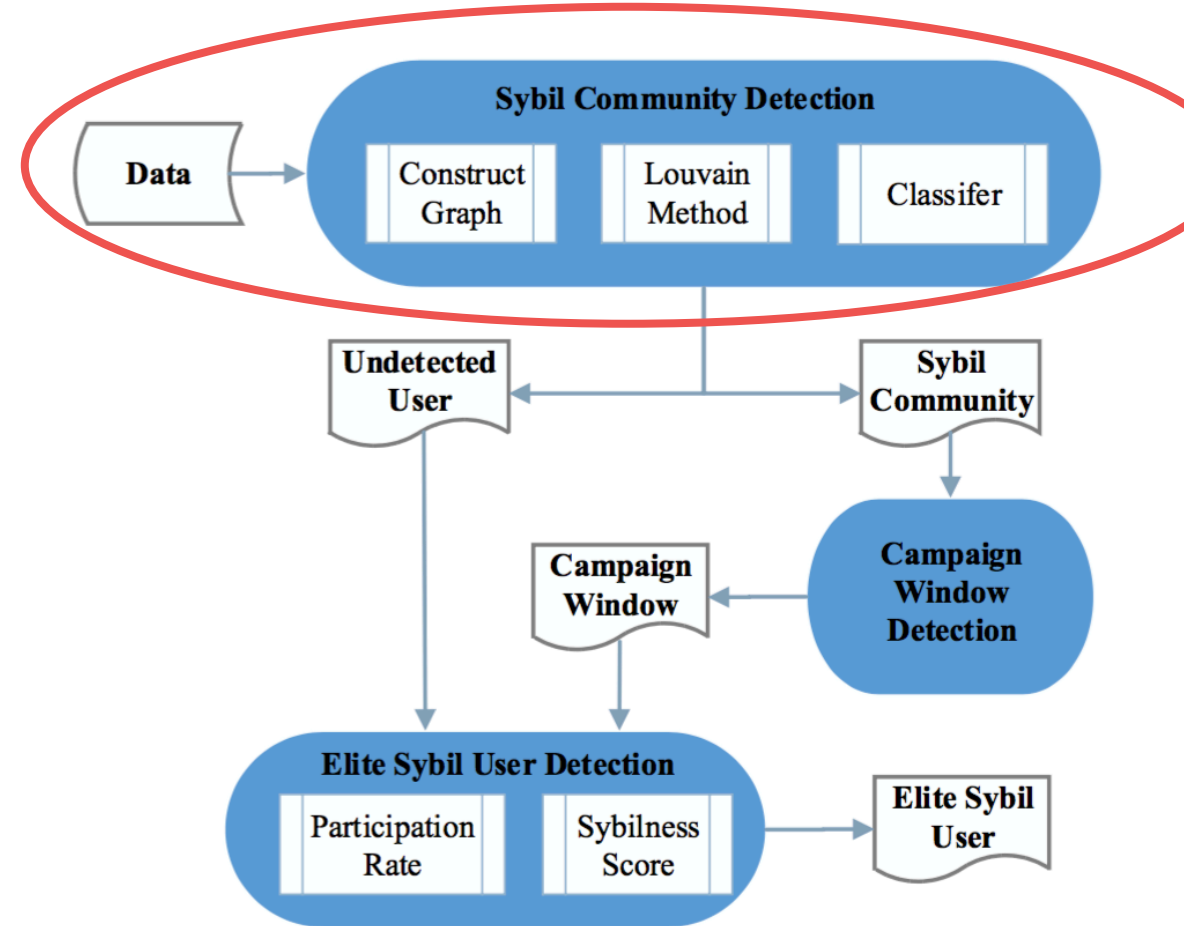 Sybil Community Detection
Data
Construct
Graph
Louvain
Method
Classifer
Undetected
User
Sybil
Community
Campaign
Window
Campaign
Window
Detection
Elite Sybil User Detection
Participation
Rate
Sybilness
Score
Elite Sybil
User